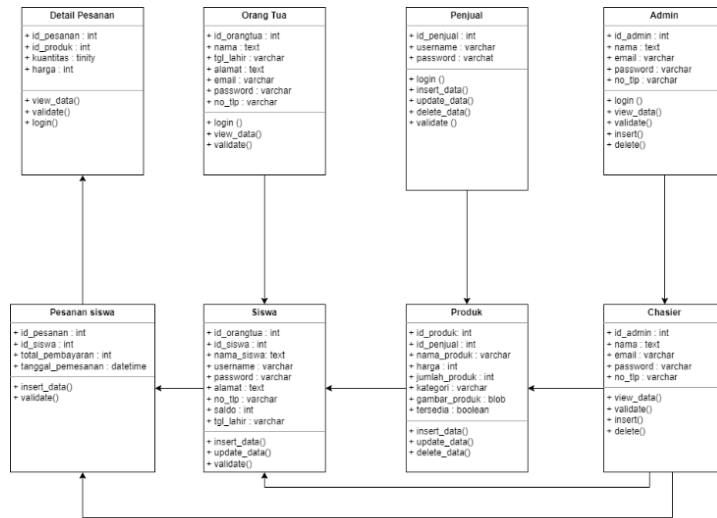 Detail Pesanan
+ id_pesanan : int
+ id_produk : int
+ kuantitas : tinity
+ harga : int
+ view_data()
+ validate()
+ login()
Orang Tua
+ id_orangtua : int
+ nama : text
+ tgl_lahir : varchar
+ alamat : text
+ email : varchar
+ password : varchar
+ no_tlp : varchar
+ login ()
+ view_data()
+ validate()
Penjual
+ id_penjual : int
+ username : varchar
+ password : varchat
+ login ()
+ insert_data()
+ update_data()
+ delete_data()
+ validate ()
Admin
+ id_admin : int
+ nama : text
+ email : varchar
+ password : varchar
+ no_tlp : varchar
+ login ()
+ view_data()
+ validate()
+ insert()
+ delete()
Pesanan siswa
+ id_pesanan : int
+ id_siswa : int
+ total_pembayaran : int
+ tanggal_pemesanan : datetime
+ insert_data()
+ validate()
Siswa
+ id_orangtua : int
+ id_siswa : int
+ nama_siswa: text
+ username : varchar
+ password : varchar
+ alamat : text
+ no_tlp : varchar
+ saldo : int
+ tgl_lahir : varchar
+ insert_data()
+ update_data()
+ validate()
Produk
+ id_produk: int
+ id_penjual : int
+ nama_produk : varchar
+ harga : int
+ jumlah_produk : int
+ kategori : varchar
+ gambar_produk : blob
+ tersedia : boolean
+ insert_data()
+ update_data()
+ delete_data()
Chasier
+ id_admin : int
+ nama : text
+ email : varchar
+ password : varchar
+ no_tlp : varchar
+ view_data()
+ validate()
+ insert()
+ delete()